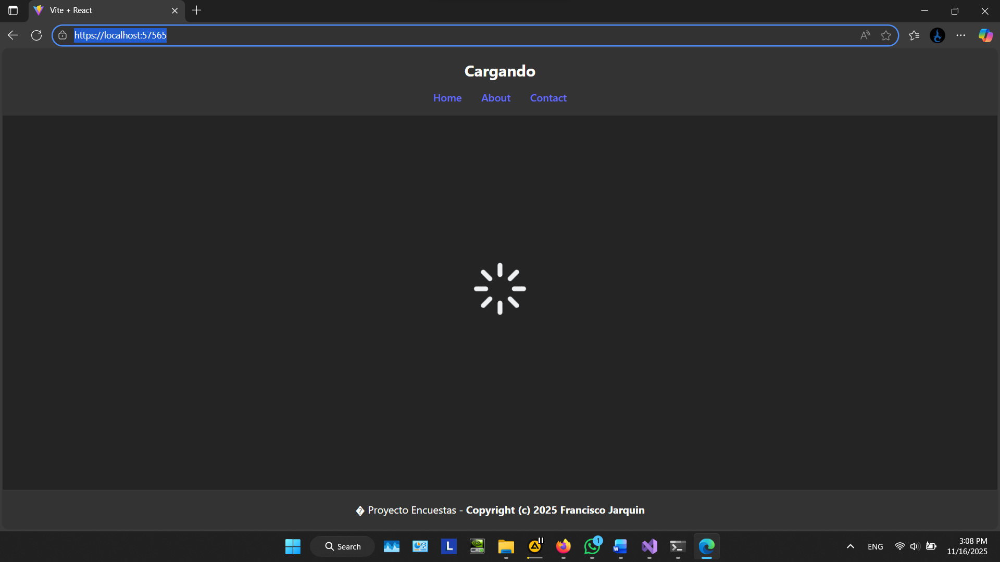 Vite + React
https://localhost:57565
Cargando
Home About Contact
� Proyecto Encuestas - Copyright (c) 2025 Francisco Jarquin
Search
L
1
W
ENG
3:08 PM
11/16/2025